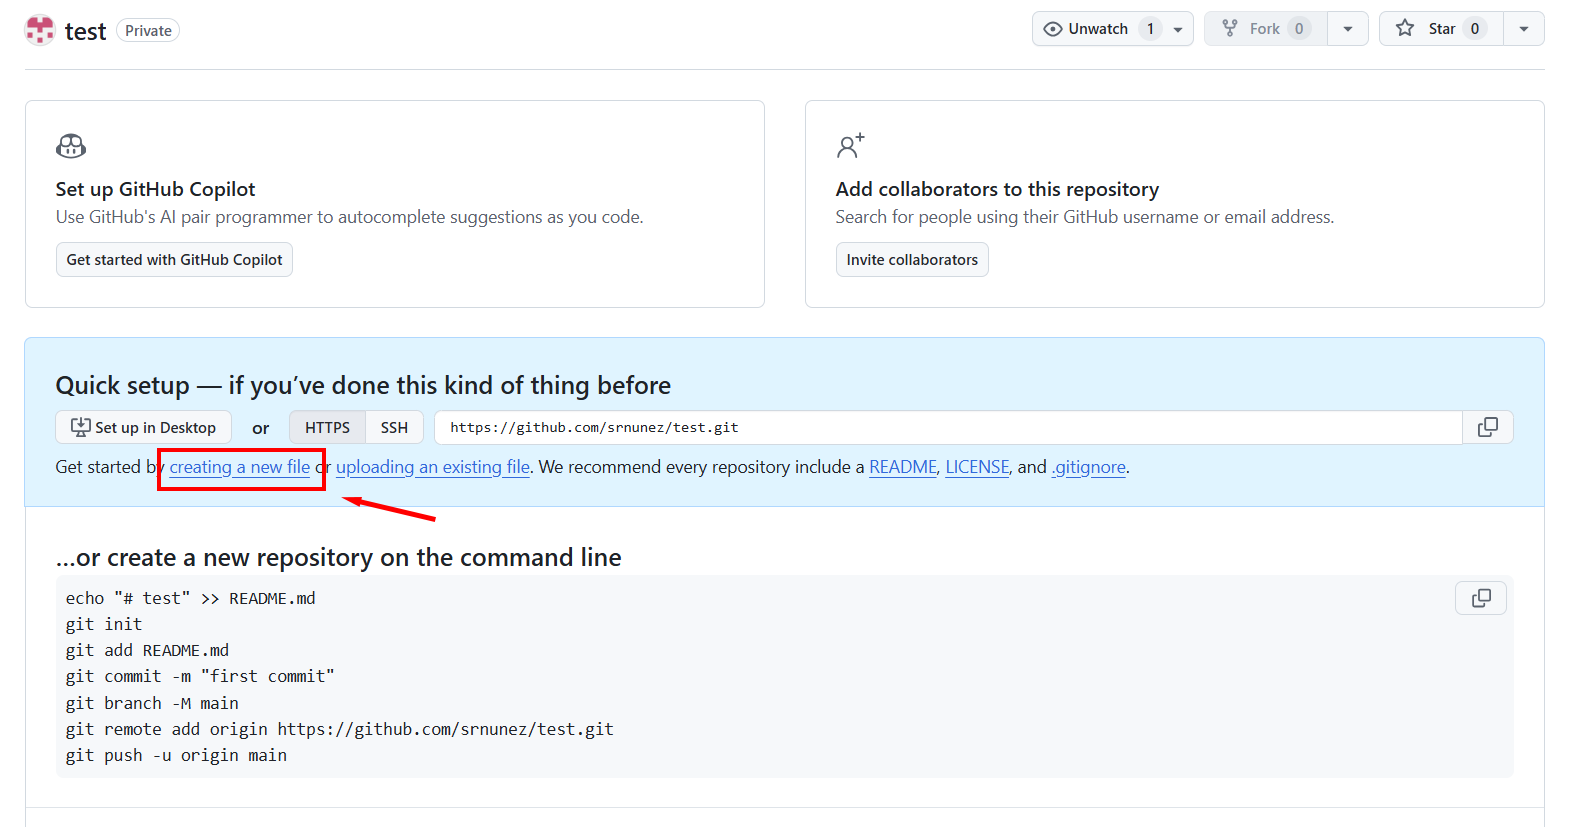 test Private Unwatch 1 Fork 0 Star 0
Set up GitHub Copilot
Use GitHub's AI pair programmer to autocomplete suggestions as you code.
Get started with GitHub Copilot
Add collaborators to this repository
Search for people using their GitHub username or email address.
Invite collaborators
Quick setup — if you’ve done this kind of thing before
Set up in Desktop or HTTPS SSH https://github.com/srnunez/test.git
Get started by creating a new file or uploading an existing file. We recommend every repository include a README, LICENSE, and .gitignore.
…or create a new repository on the command line
echo "# test" >> README.md
git init
git add README.md
git commit -m "first commit"
git branch -M main
git remote add origin https://github.com/srnunez/test.git
git push -u origin main